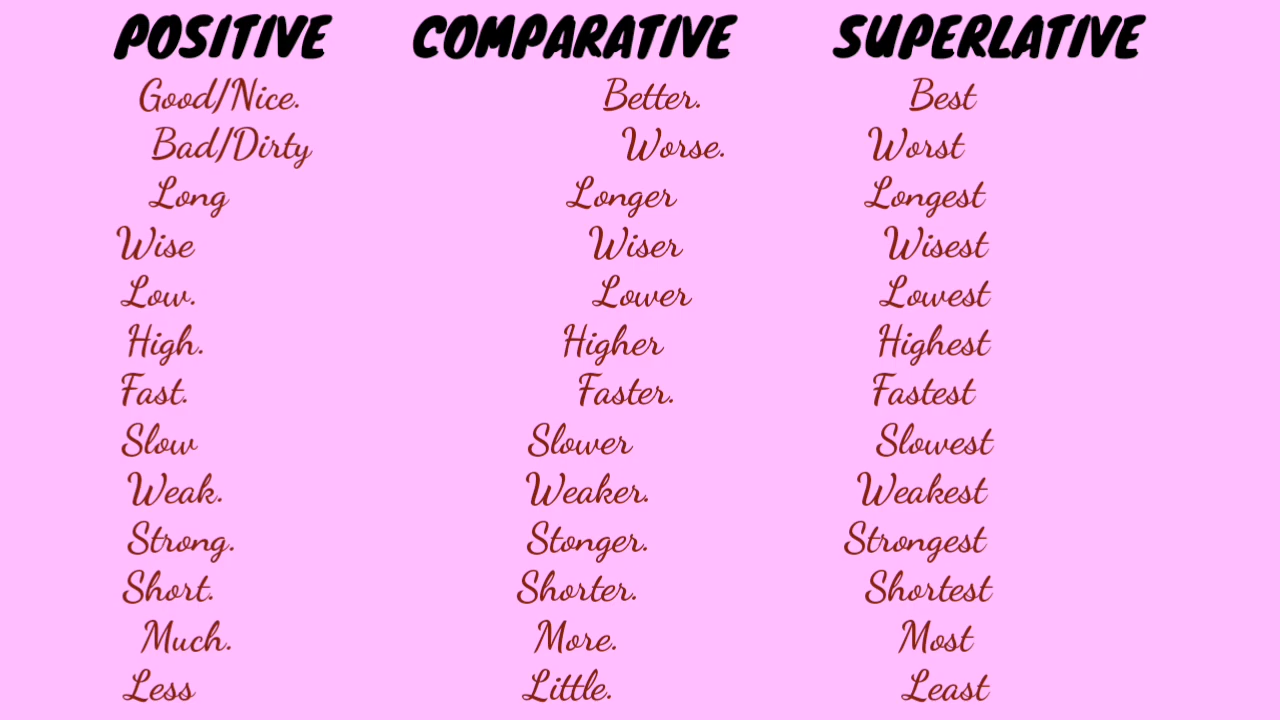 POSITIVE COMPARATIVE SUPERLATIVE
Good/Nice. Better. Best
Bad/Dirty Worse. Worst
Long Longer Longest
Wise Wiser Wisest
Low. Lower Lowest
High. Higher Highest
Fast. Faster. Fastest
Slow Slower Slowest
Weak. Weaker. Weakest
Strong. Stonger. Strongest
Short. Shorter. Shortest
Much. More. Most
Less Little. Least